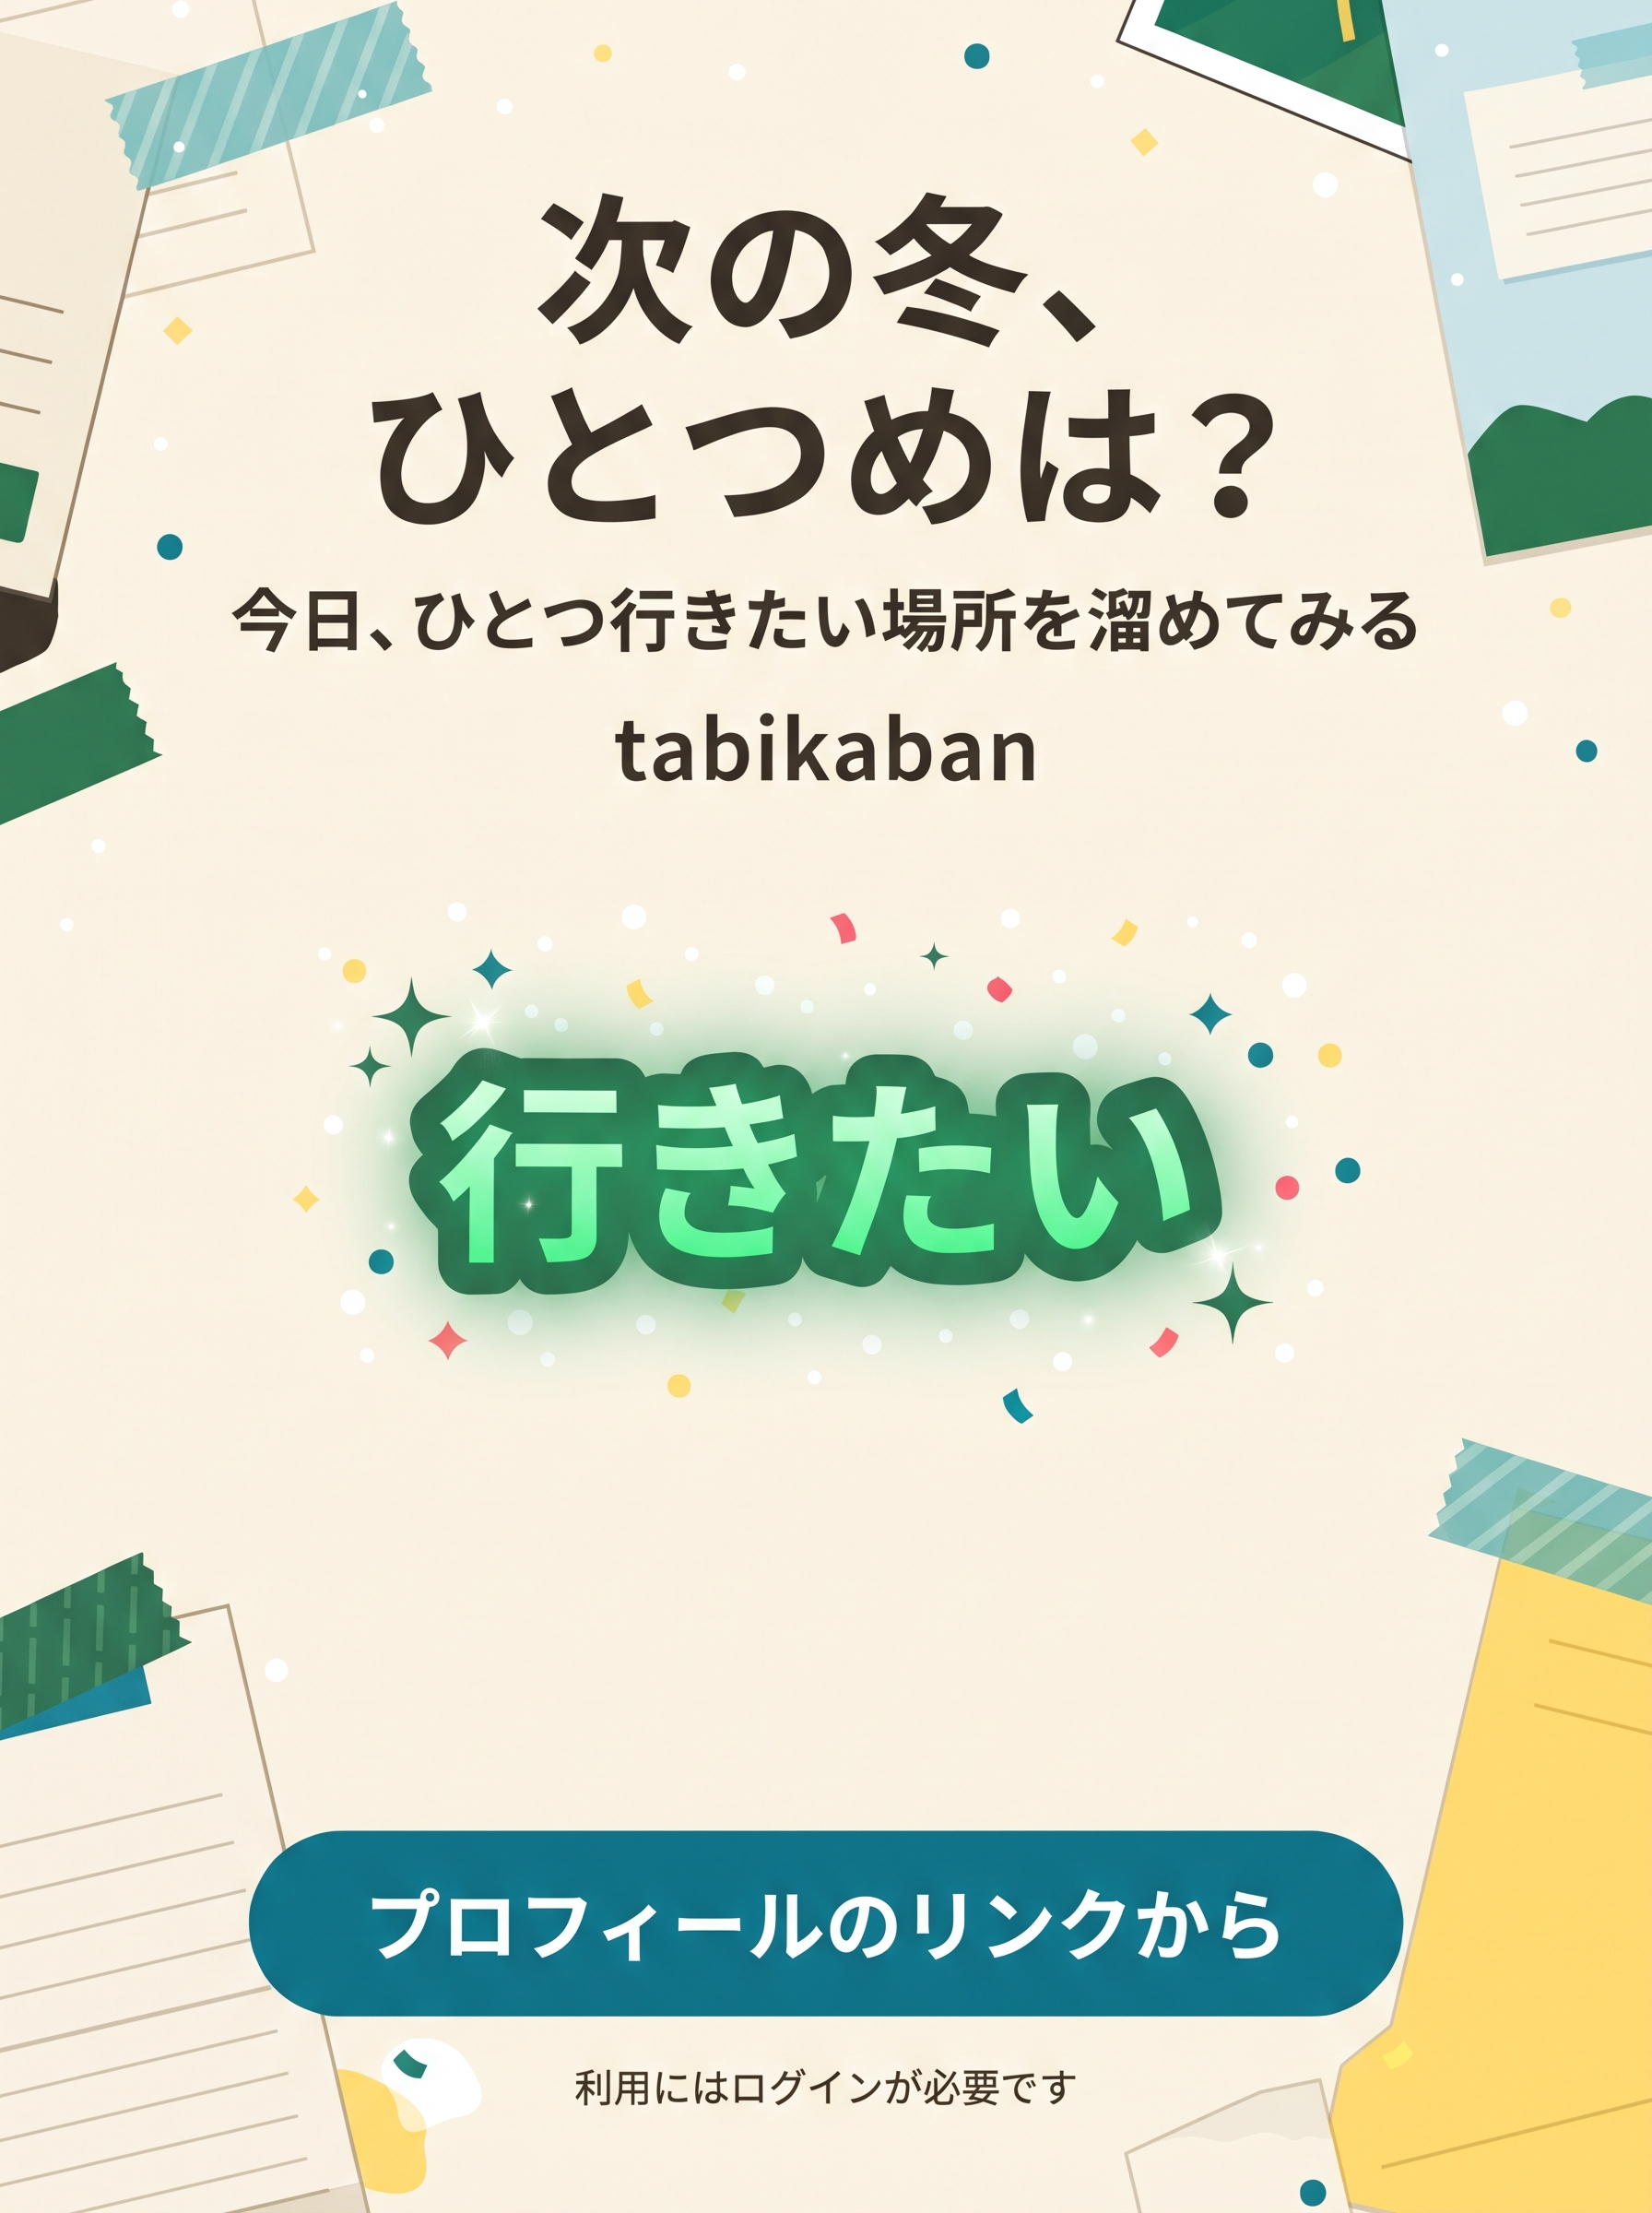 次の冬、
ひとつめは？
今日、ひとつ行きたい場所を溜めてみる
tabikaban
行きたい
プロフィールのリンクから
利用にはログインが必要です